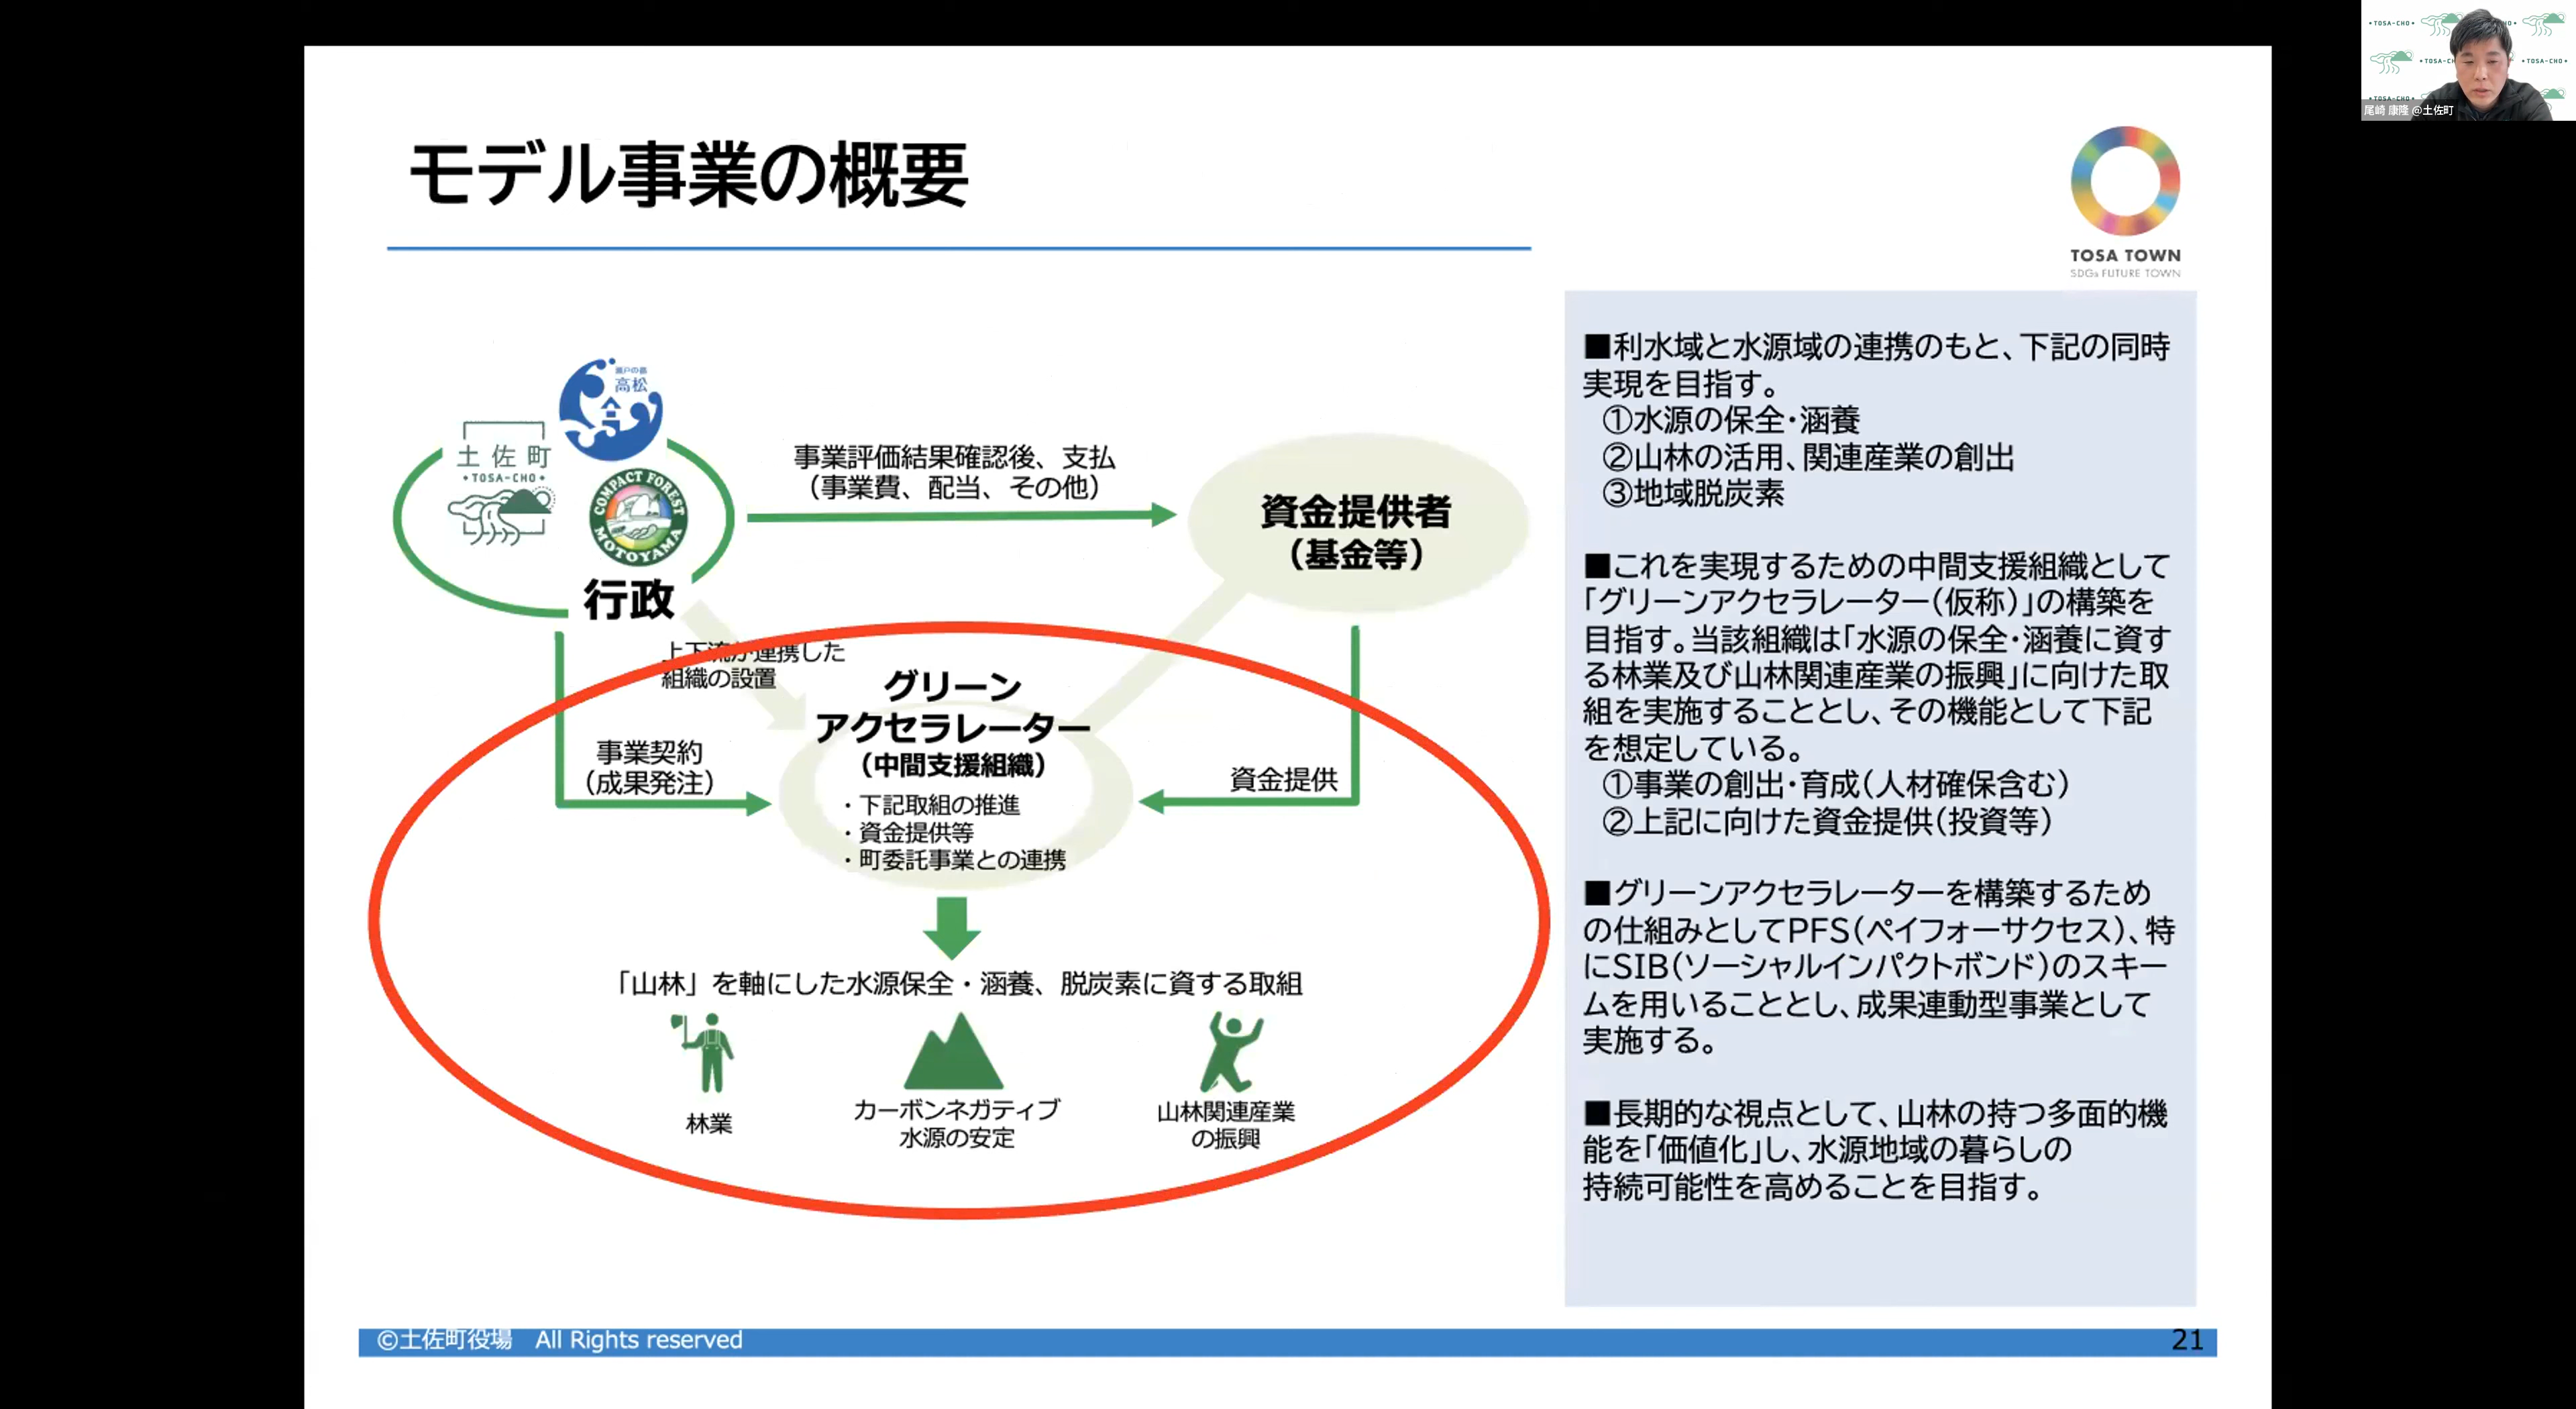 モデル事業の概要
TOSA TOWN
SDGs FUTURE TOWN
瀬戸の都
高松
土佐町
•TOSA-CHO•
COMPACT FOREST
MOTOYAMA
行政
事業評価結果確認後、支払
（事業費、配当、その他）
資金提供者
（基金等）
上下流が連携した
組織の設置
事業契約
（成果発注）
グリーン
アクセラレーター
（中間支援組織）
・下記取組の推進
・資金提供等
・町委託事業との連携
資金提供
「山林」を軸にした水源保全・涵養、脱炭素に資する取組
林業
カーボンネガティブ
水源の安定
山林関連産業
の振興
■利水域と水源域の連携のもと、下記の同時
実現を目指す。
①水源の保全・涵養
②山林の活用、関連産業の創出
③地域脱炭素
■これを実現するための中間支援組織として
「グリーンアクセラレーター（仮称）」の構築を
目指す。当該組織は「水源の保全・涵養に資す
る林業及び山林関連産業の振興」に向けた取
組を実施することとし、その機能として下記
を想定している。
①事業の創出・育成（人材確保含む）
②上記に向けた資金提供（投資等）
■グリーンアクセラレーターを構築するため
の仕組みとしてPFS（ペイフォーサクセス）、特
にSIB（ソーシャルインパクトボンド）のスキー
ムを用いることとし、成果連動型事業として
実施する。
■長期的な視点として、山林の持つ多面的機
能を「価値化」し、水源地域の暮らしの
持続可能性を高めることを目指す。
©土佐町役場　All Rights reserved
21
•TOSA-CHO•
•TOSA-CHO•
尾崎 康隆 @土佐町